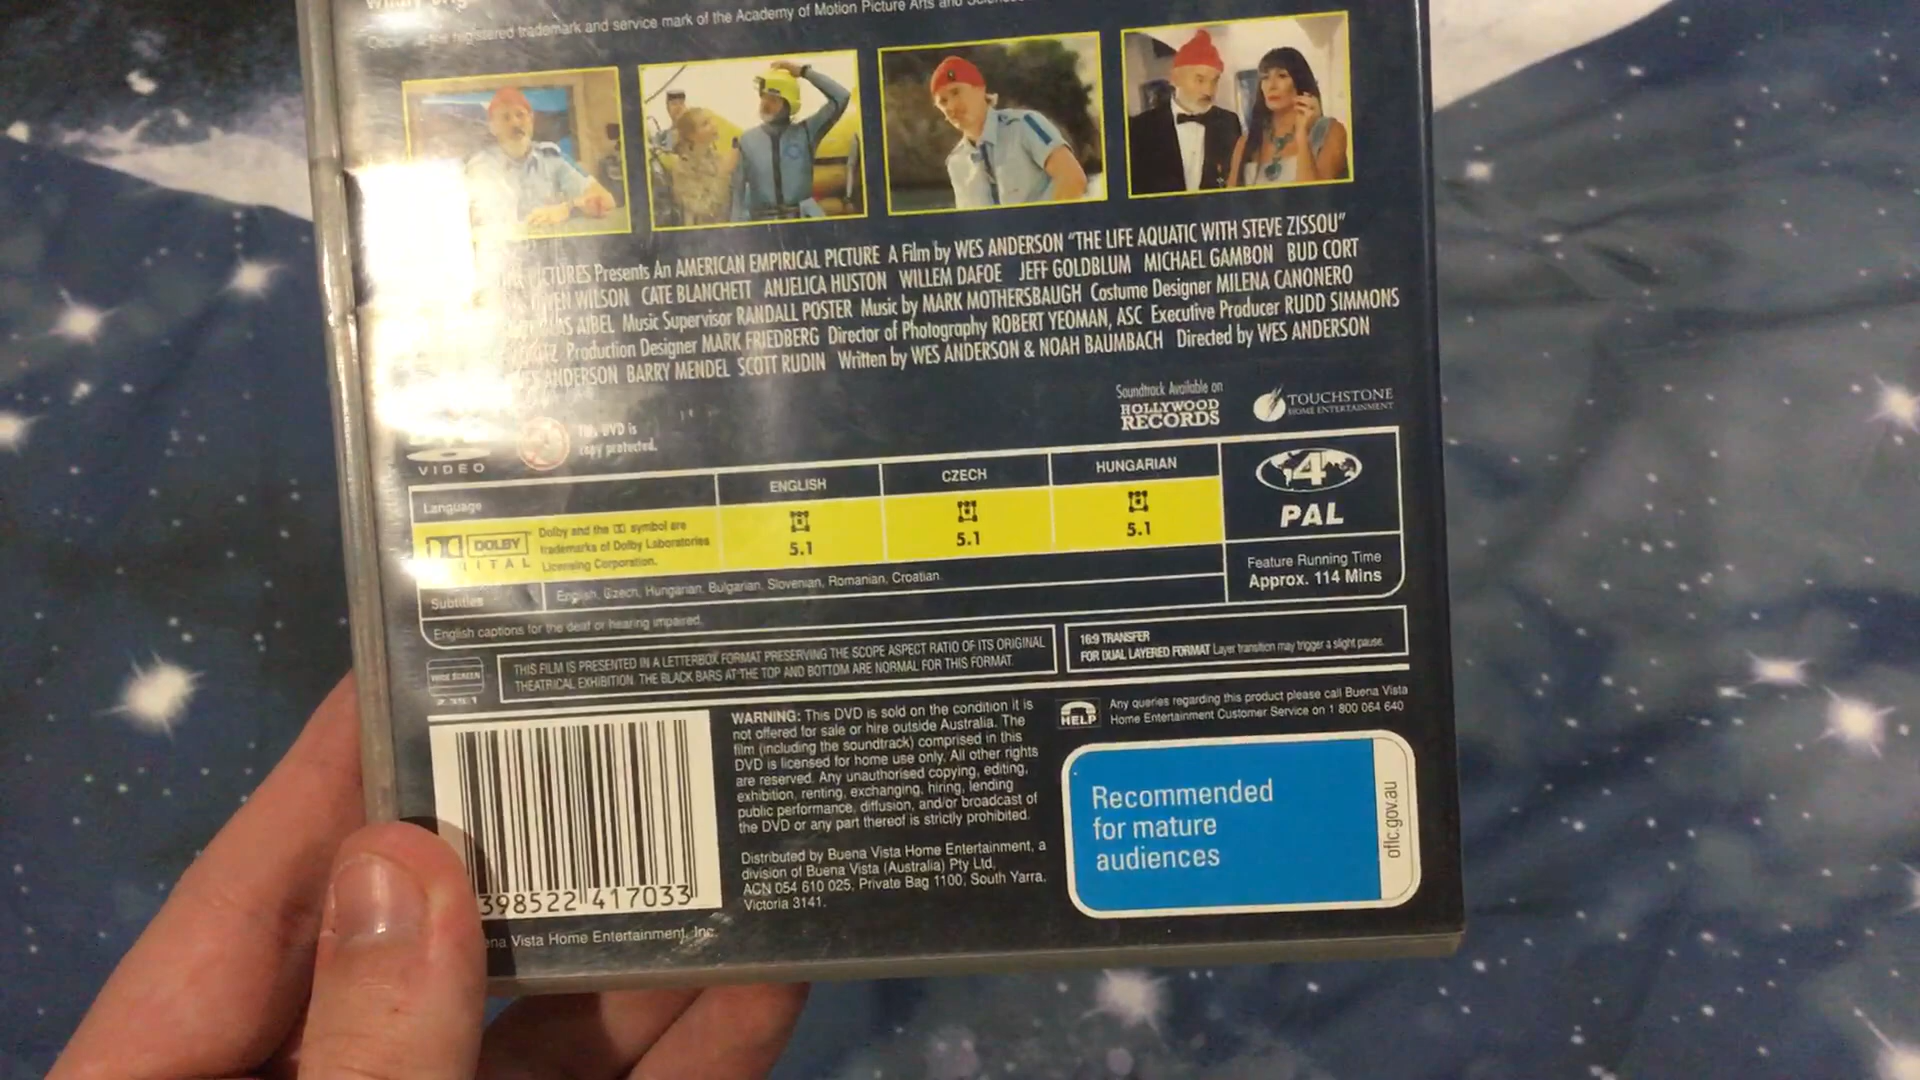 registered trademark and service mark of the Academy of Motion Picture Arts and
PICTURES Presents An AMERICAN EMPIRICAL PICTURE A Film by WES ANDERSON "THE LIFE AQUATIC WITH STEVE ZISSOU"
WILSON CATE BLANCHETT ANJELICA HUSTON WILLEM DAFOE JEFF GOLDBLUM MICHAEL GAMBON BUD CORT
AIBEL Music Supervisor RANDALL POSTER Music by MARK MOTHERSBAUGH Costume Designer MILENA CANONERO
Production Designer MARK FRIEDBERG Director of Photography ROBERT YEOMAN, ASC Executive Producer RUDD SIMMONS
ANDERSON BARRY MENDEL SCOTT RUDIN Written by WES ANDERSON & NOAH BAUMBACH Directed by WES ANDERSON
Soundtrack Available on
HOLLYWOOD
RECORDS
TOUCHSTONE
HOME ENTERTAINMENT
VIDEO
This DVD is
copy protected.
Language
ENGLISH
CZECH
HUNGARIAN
DOLBY
Dolby and the DD symbol are
trademarks of Dolby Laboratories
Licensing Corporation.
5.1
5.1
5.1
4
PAL
Feature Running Time
Approx. 114 Mins
Subtitles
English, Czech, Hungarian, Bulgarian, Slovenian, Romanian, Croatian.
English captions for the deaf or hearing impaired.
WIDE SCREEN
2.35:1
THIS FILM IS PRESENTED IN A LETTERBOX FORMAT PRESERVING THE SCOPE ASPECT RATIO OF ITS ORIGINAL
THEATRICAL EXHIBITION. THE BLACK BARS AT THE TOP AND BOTTOM ARE NORMAL FOR THIS FORMAT.
16:9 TRANSFER
FOR DUAL LAYERED FORMAT Layer transition may trigger a slight pause.
WARNING: This DVD is sold on the condition it is
not offered for sale or hire outside Australia. The
film (including the soundtrack) comprised in this
DVD is licensed for home use only. All other rights
are reserved. Any unauthorised copying, editing,
exhibition, renting, exchanging, hiring, lending
public performance, diffusion, and/or broadcast of
the DVD or any part thereof is strictly prohibited.
Distributed by Buena Vista Home Entertainment, a
division of Buena Vista (Australia) Pty Ltd.
ACN 054 610 025, Private Bag 1100, South Yarra,
Victoria 3141.
HELP
Any queries regarding this product please call Buena Vista
Home Entertainment Customer Service on 1 800 064 640
Recommended
for mature
audiences
oflc.gov.au
398522 417033
Vista Home Entertainment, Inc.